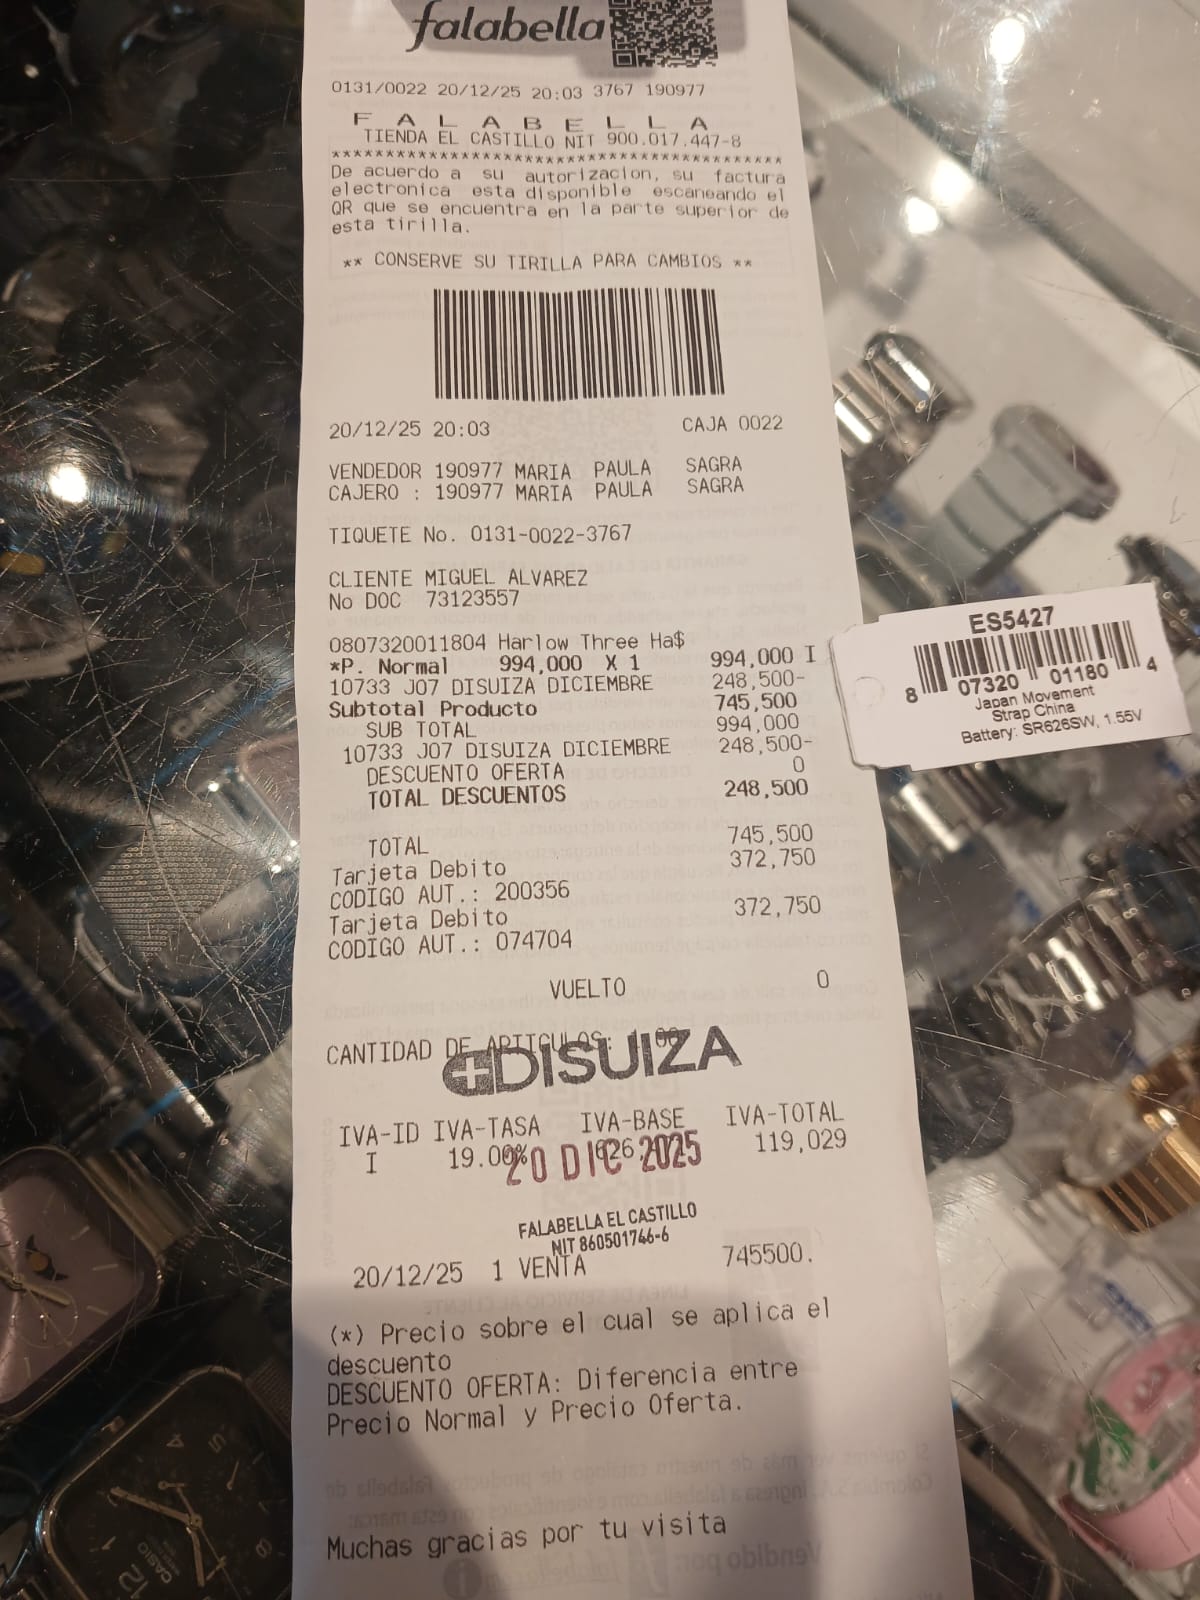 falabella
0131/0022 20/12/25 20:03 3767 190977
F A L A B E L L A
TIENDA EL CASTILLO NIT 900.017.447-8
******************************************
De acuerdo a su autorizacion, su factura
electronica esta disponible escaneando el
QR que se encuentra en la parte superior de
esta tirilla.
** CONSERVE SU TIRILLA PARA CAMBIOS **
20/12/25 20:03 CAJA 0022
VENDEDOR 190977 MARIA PAULA SAGRA
CAJERO : 190977 MARIA PAULA SAGRA
TIQUETE No. 0131-0022-3767
CLIENTE MIGUEL ALVAREZ
No DOC 73123557
0807320011804 Harlow Three Ha$
*P. Normal 994,000 X 1 994,000 I
10733 J07 DISUIZA DICIEMBRE 248,500-
Subtotal Producto 745,500
SUB TOTAL 994,000
10733 J07 DISUIZA DICIEMBRE 248,500-
DESCUENTO OFERTA 0
TOTAL DESCUENTOS 248,500
TOTAL 745,500
Tarjeta Debito 372,750
CODIGO AUT.: 200356
Tarjeta Debito 372,750
CODIGO AUT.: 074704
VUELTO 0
CANTIDAD DE ARTICULOS:
DISUIZA
IVA-ID IVA-TASA IVA-BASE IVA-TOTAL
I 19.00% 119,029
20 DIC 2025
FALABELLA EL CASTILLO
NIT 860501746-6
20/12/25 1 VENTA 745500.
(*) Precio sobre el cual se aplica el
descuento
DESCUENTO OFERTA: Diferencia entre
Precio Normal y Precio Oferta.
Muchas gracias por tu visita
ES5427
8 07320 01180 4
Japan Movement
Strap China
Battery: SR626SW, 1.55V
CASIO